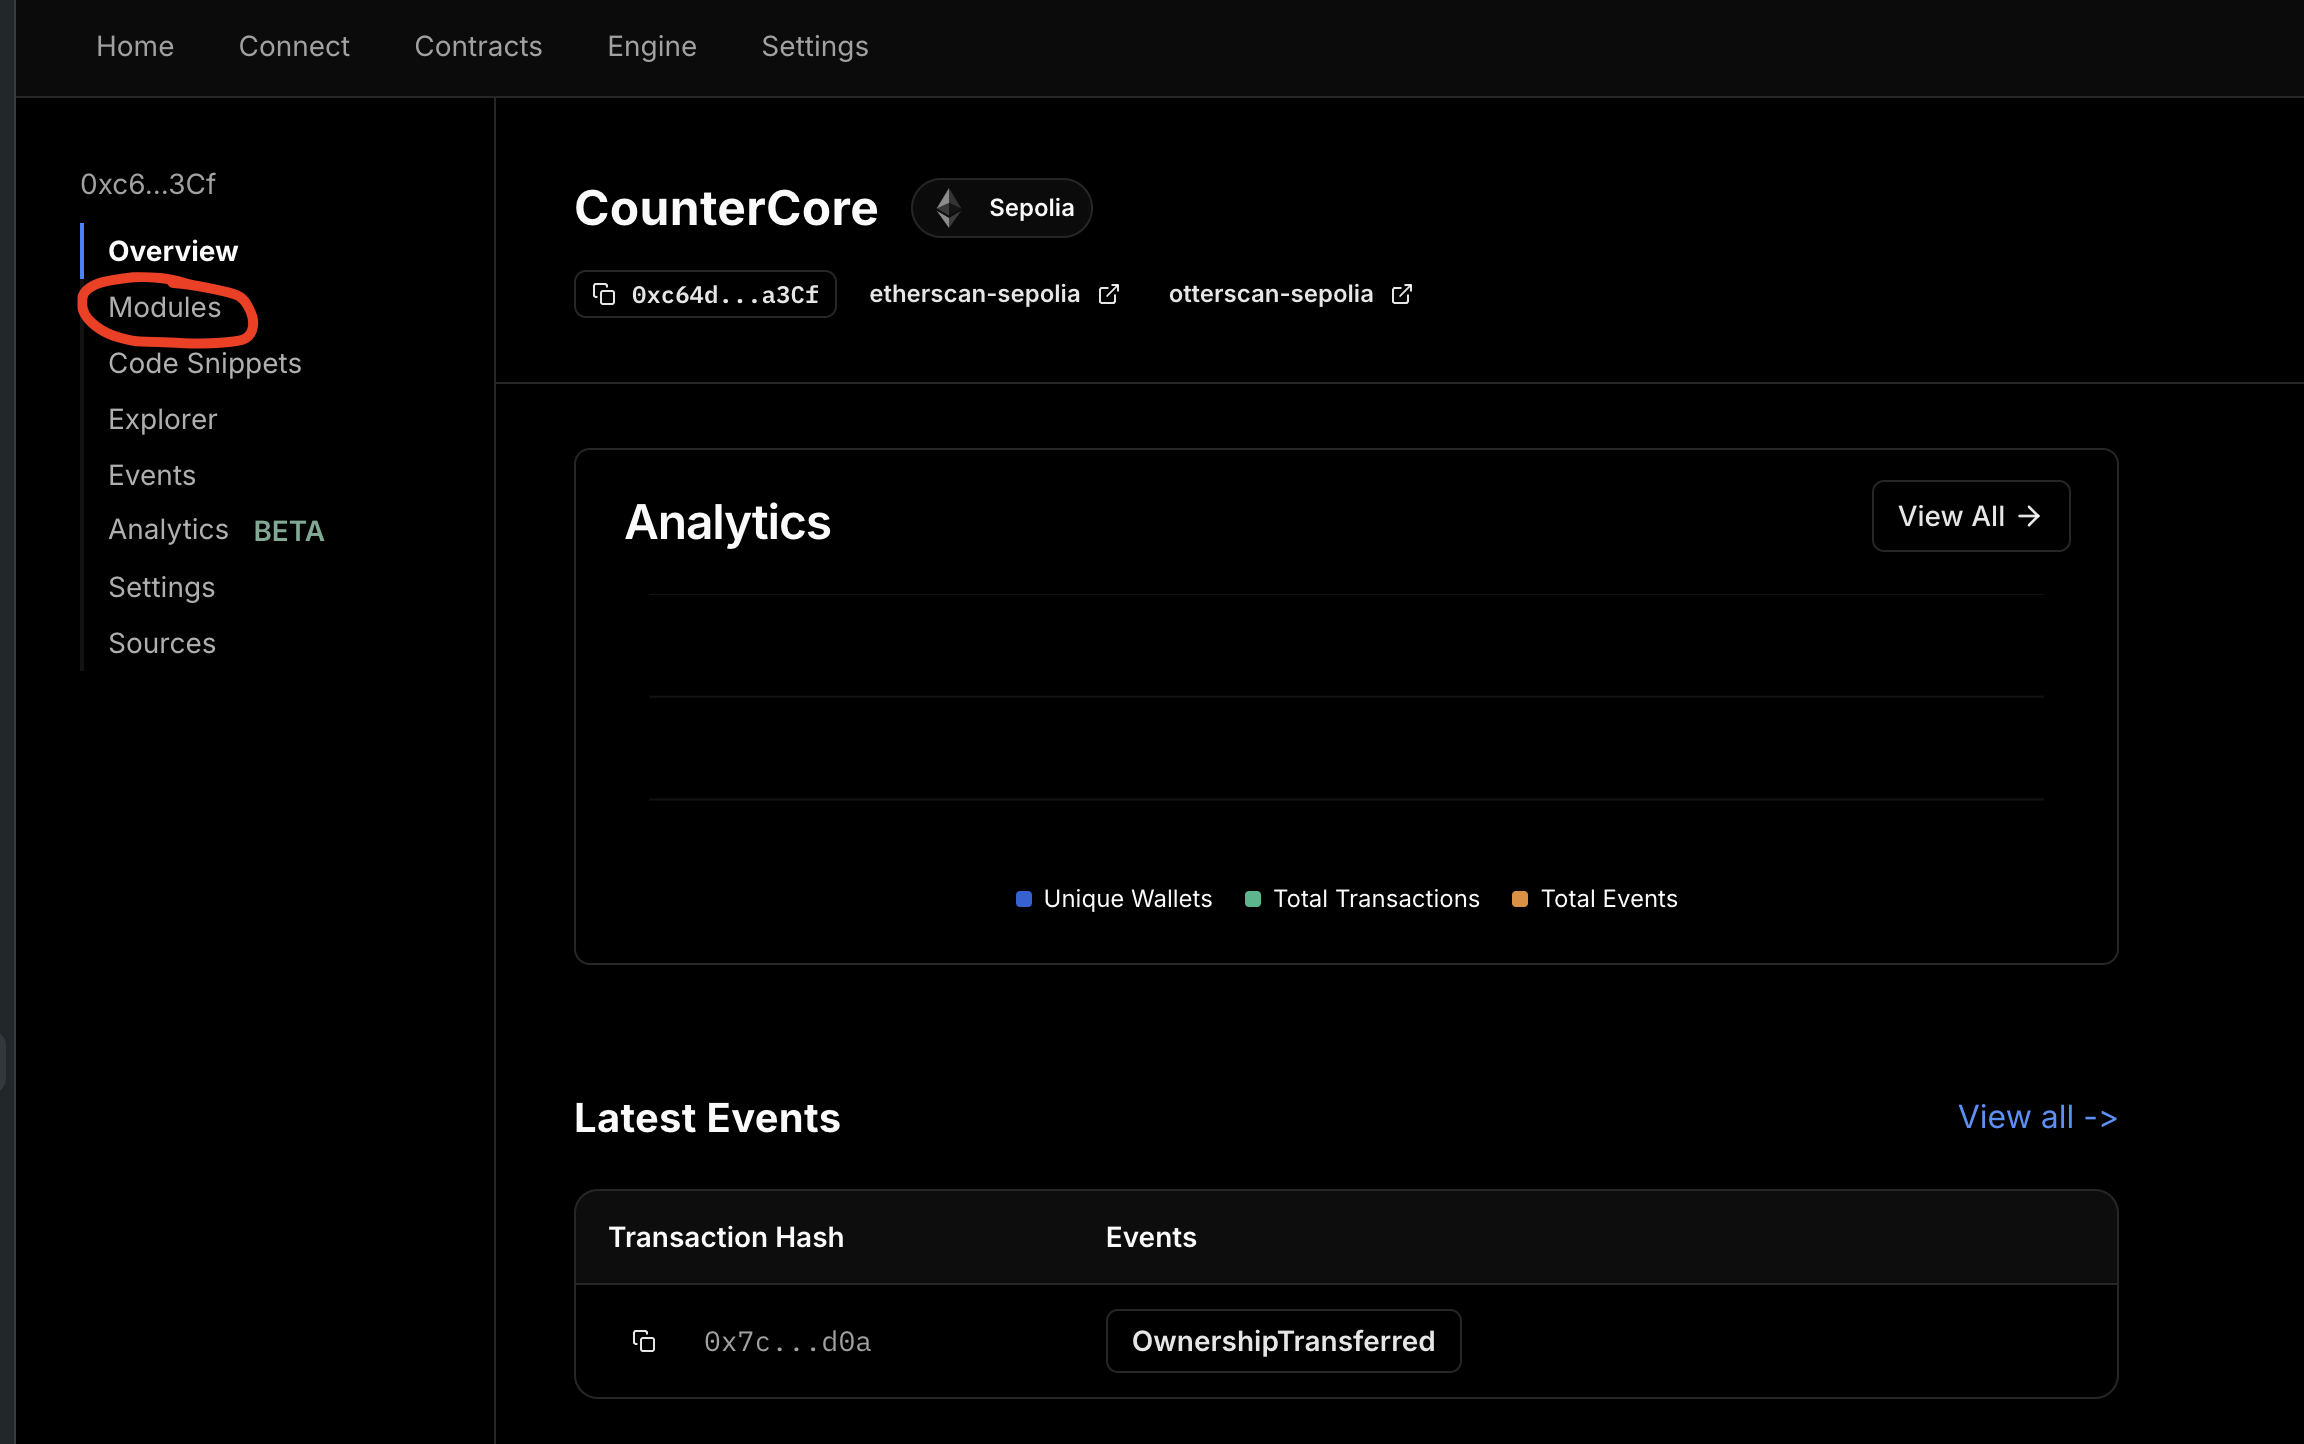 Home Connect Contracts Engine Settings
0xc6...3Cf
Overview
Modules
Code Snippets
Explorer
Events
Analytics BETA
Settings
Sources
CounterCore Sepolia
0xc64d...a3Cf etherscan-sepolia otterscan-sepolia
Analytics View All →
Unique Wallets Total Transactions Total Events
Latest Events View all ->
Transaction Hash Events
0x7c...d0a OwnershipTransferred